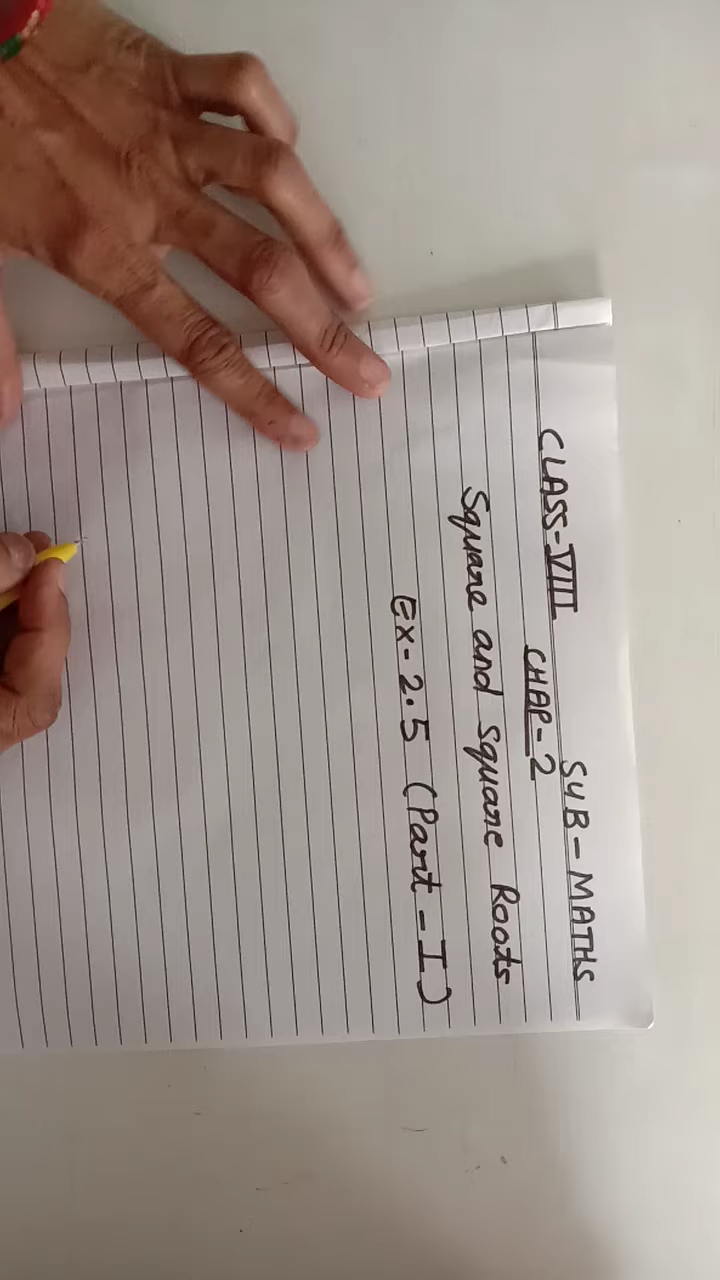 CLASS-VIII SUB-MATHS
CHAP-2
Square and Square Roots
Ex-2.5 (Part-I)